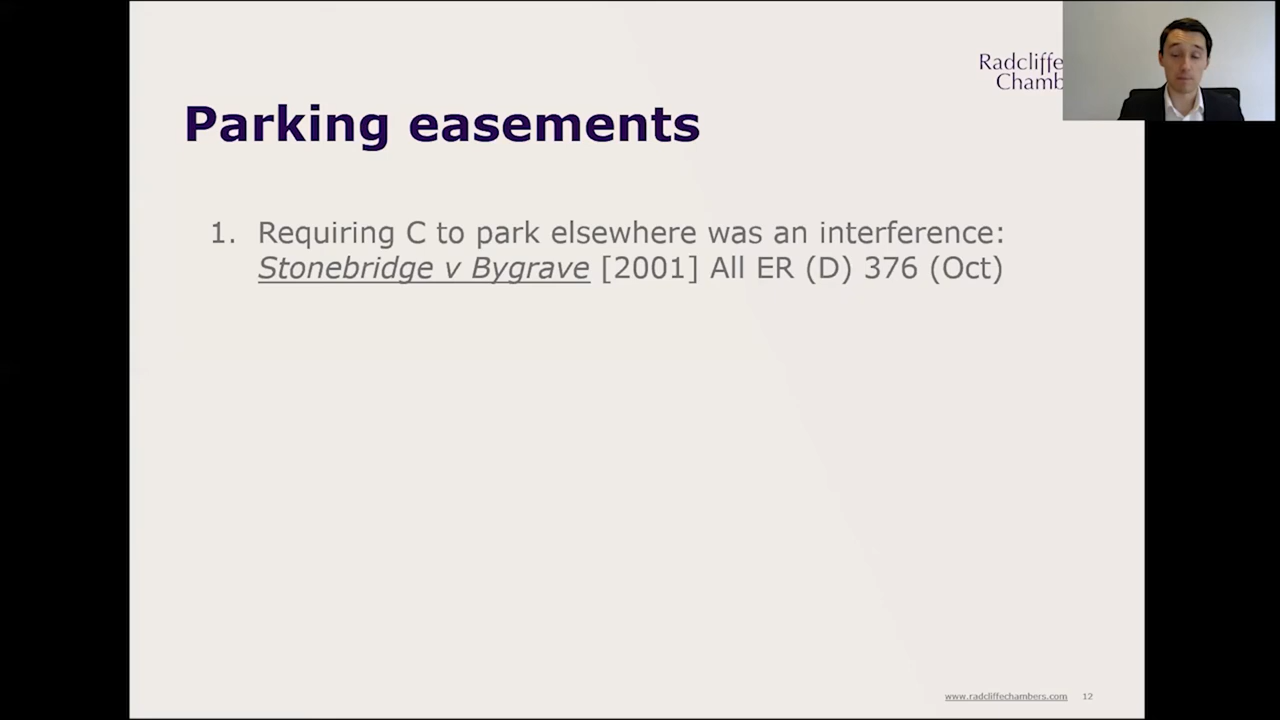 Radcliffe
Chamb
Parking easements
1. Requiring C to park elsewhere was an interference:
Stonebridge v Bygrave [2001] All ER (D) 376 (Oct)
www.radcliffechambers.com 12